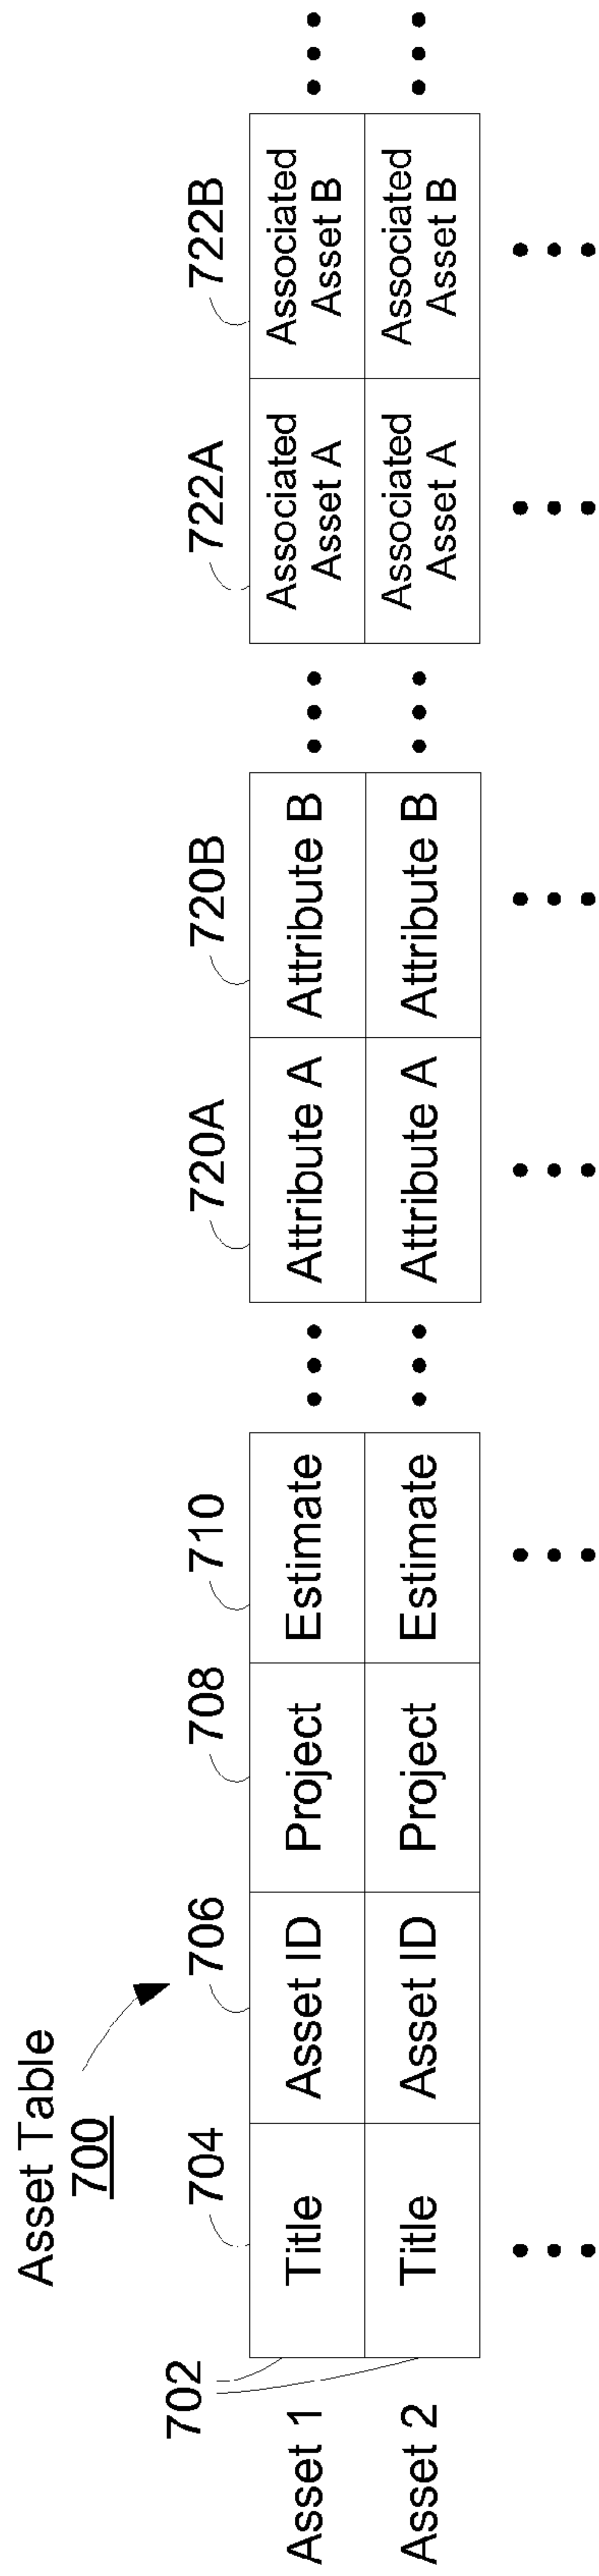 Asset Table
700
702
704
706
708
710
720A
720B
722A
722B
Asset 1
Title
Asset ID
Project
Estimate
Attribute A
Attribute B
Associated
Asset A
Associated
Asset B
Asset 2
Title
Asset ID
Project
Estimate
Attribute A
Attribute B
Associated
Asset A
Associated
Asset B